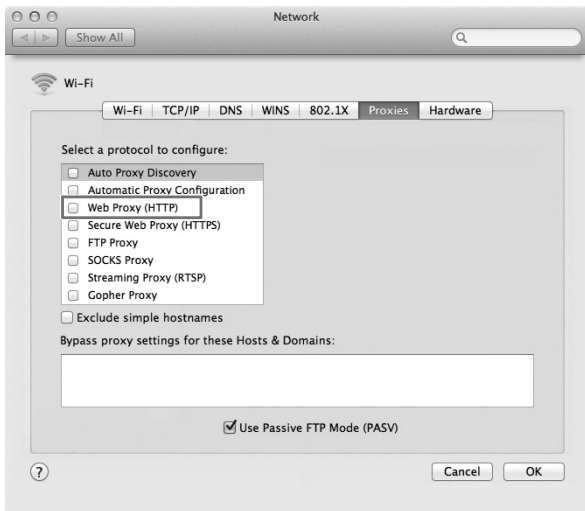 Network
Show All
Wi-Fi
Wi-Fi TCP/IP DNS WINS 802.1X Proxies Hardware
Select a protocol to configure:
Auto Proxy Discovery
Automatic Proxy Configuration
Web Proxy (HTTP)
Secure Web Proxy (HTTPS)
FTP Proxy
SOCKS Proxy
Streaming Proxy (RTSP)
Gopher Proxy
Exclude simple hostnames
Bypass proxy settings for these Hosts & Domains:
Use Passive FTP Mode (PASV)
? Cancel OK